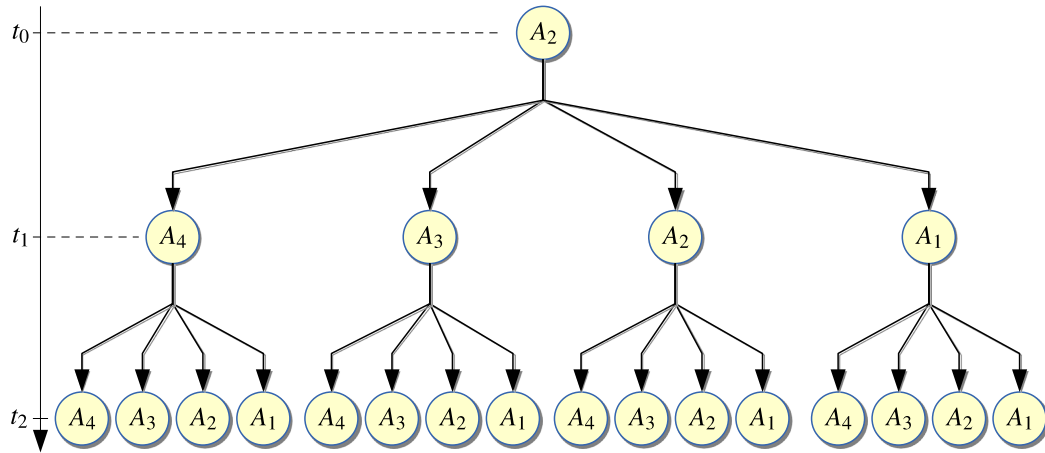 t₀ A₂
t₁ A₄ A₃ A₂ A₁
t₂ A₄ A₃ A₂ A₁ A₄ A₃ A₂ A₁ A₄ A₃ A₂ A₁ A₄ A₃ A₂ A₁